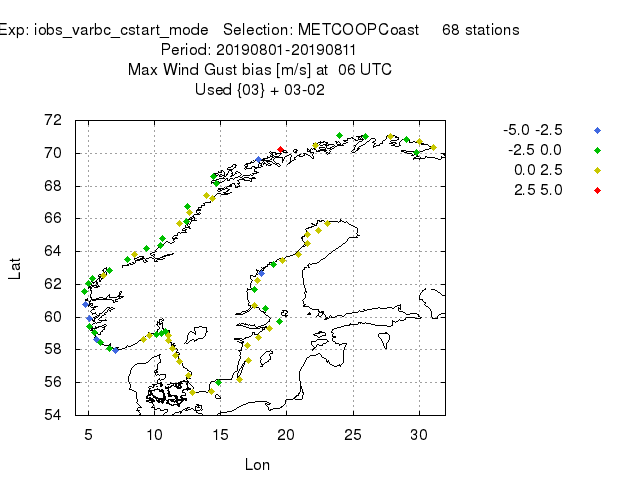 Exp: iobs_varbc_cstart_mode Selection: METCOOPCoast 68 stations
Period: 20190801-20190811
Max Wind Gust bias [m/s] at 06 UTC
Used {03} + 03-02
-5.0 -2.5
-2.5 0.0
0.0 2.5
2.5 5.0
72
70
68
66
64
62
60
58
56
54
Lat
5 10 15 20 25 30
Lon